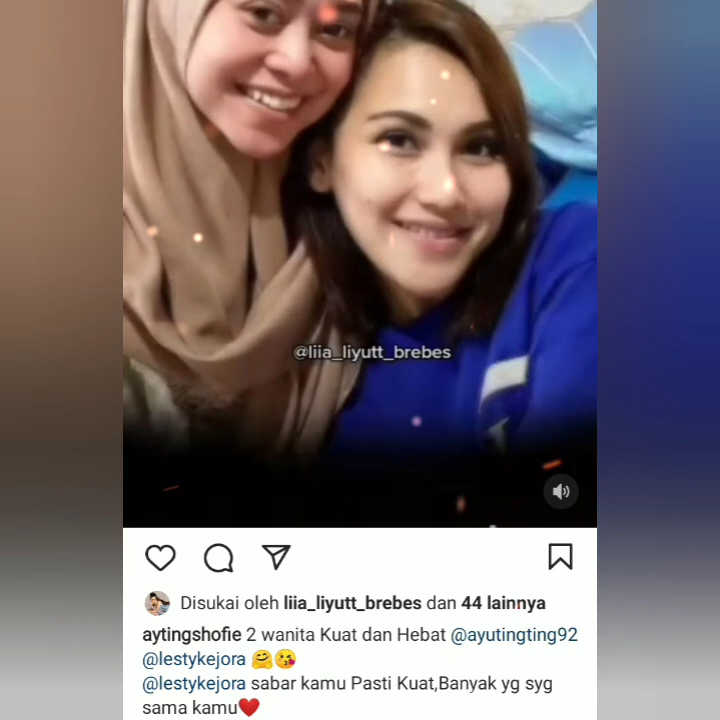 @liia_liyutt_brebes
Disukai oleh liia_liyutt_brebes dan 44 lainnya
aytingshofie 2 wanita Kuat dan Hebat @ayutingting92
@lestykejora 🤗😘
@lestykejora sabar kamu Pasti Kuat,Banyak yg syg
sama kamu❤️